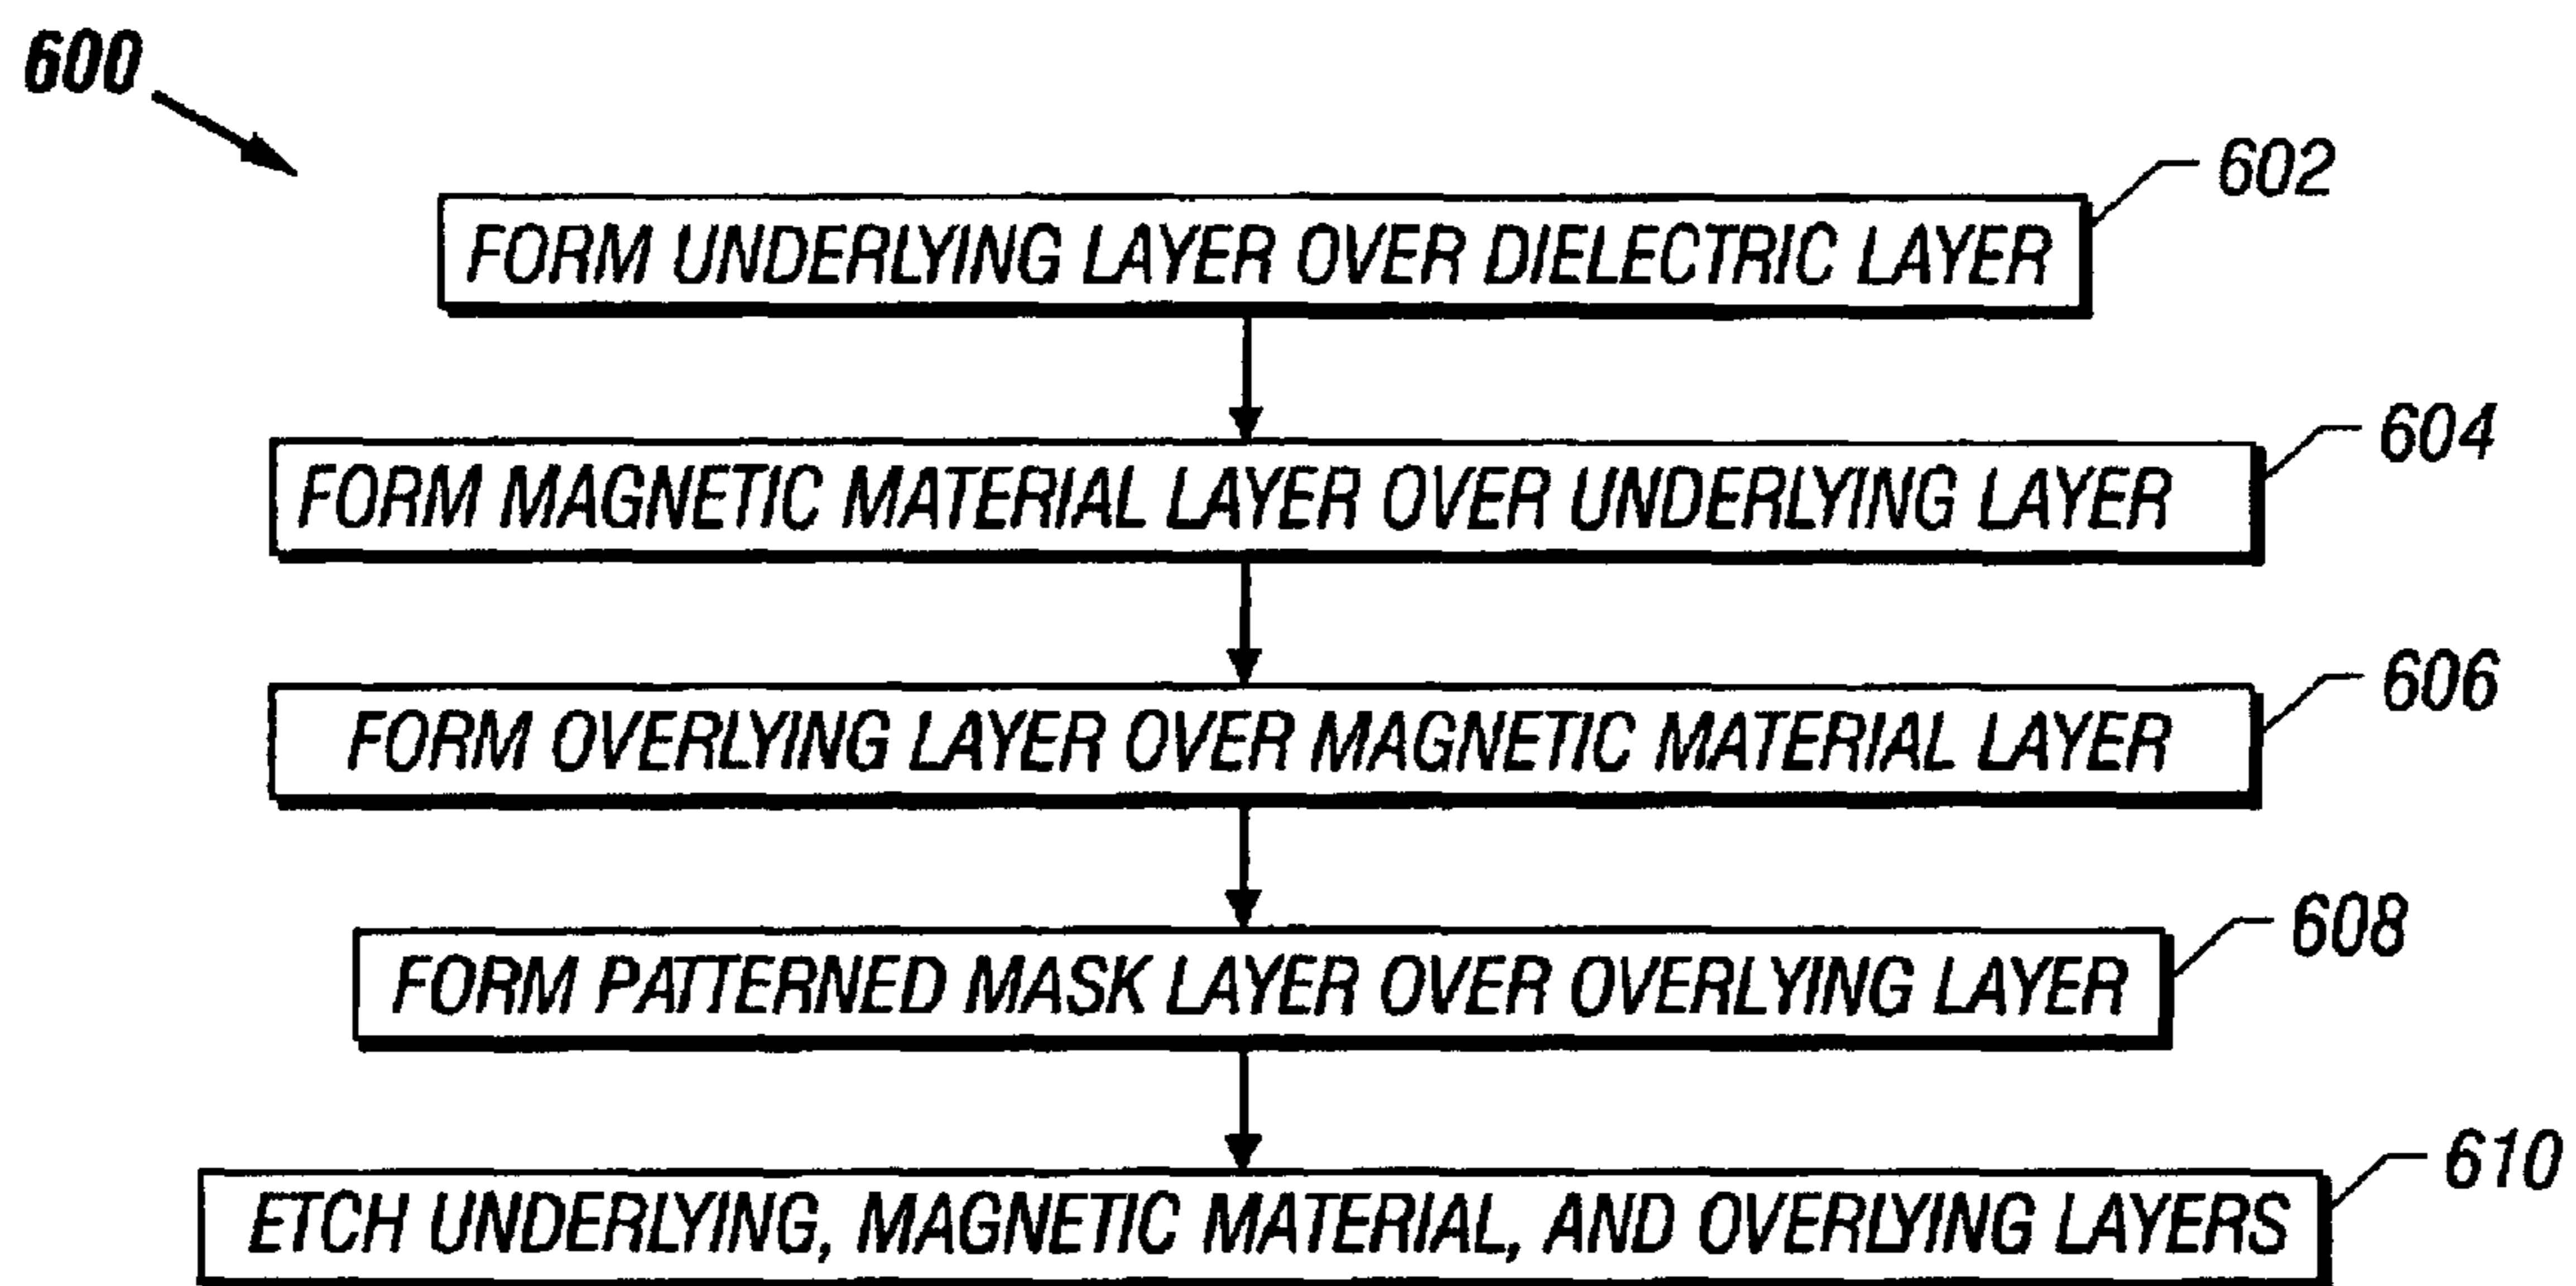 600
602
FORM UNDERLYING LAYER OVER DIELECTRIC LAYER
604
FORM MAGNETIC MATERIAL LAYER OVER UNDERLYING LAYER
606
FORM OVERLYING LAYER OVER MAGNETIC MATERIAL LAYER
608
FORM PATTERNED MASK LAYER OVER OVERLYING LAYER
610
ETCH UNDERLYING, MAGNETIC MATERIAL, AND OVERLYING LAYERS